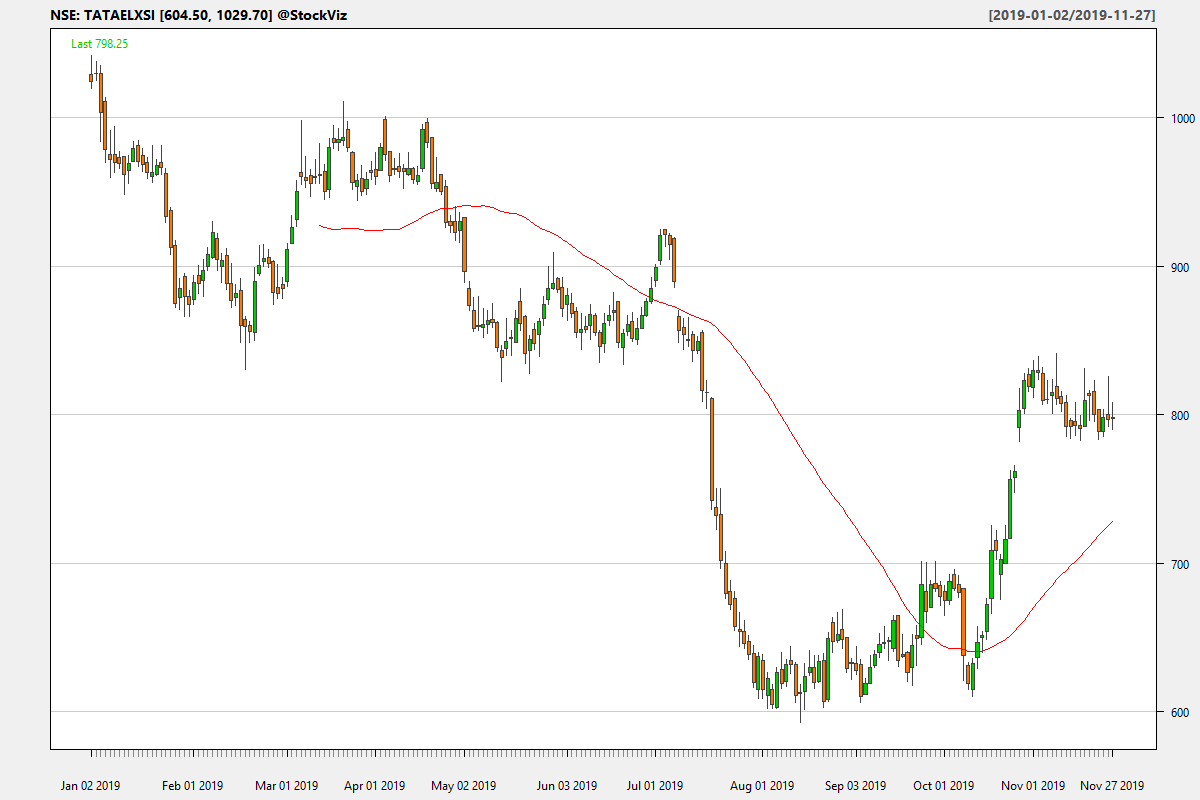 NSE: TATAELXSI [604.50, 1029.70] @StockViz [2019-01-02/2019-11-27]
Last 798.25
1000
900
800
700
600
Jan 02 2019 Feb 01 2019 Mar 01 2019 Apr 01 2019 May 02 2019 Jun 03 2019 Jul 01 2019 Aug 01 2019 Sep 03 2019 Oct 01 2019 Nov 01 2019 Nov 27 2019